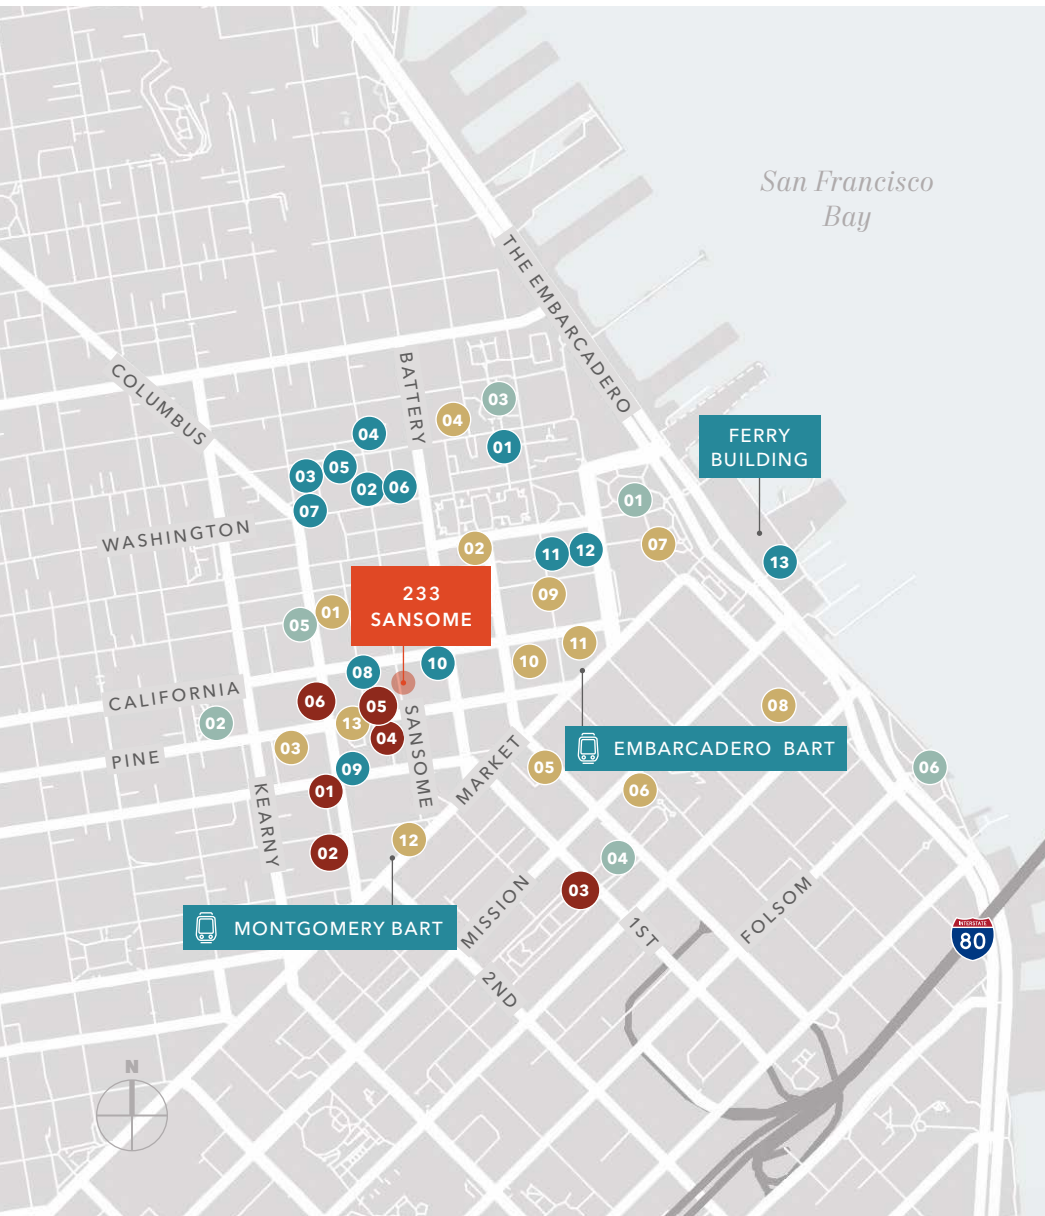 San Francisco
Bay
THE EMBARCADERO
BATTERY
COLUMBUS
03
04
04
01
FERRY
BUILDING
05
03
02
06
01
07
WASHINGTON
02
11
12
07
13
233
SANSOME
09
01
05
11
10
10
08
CALIFORNIA
06
05
08
02
13
SANSOME
04
03
EMBARCADERO BART
PINE
MARKET
09
05
06
01
06
KEARNY
12
02
04
03
MISSION
FOLSOM
MONTGOMERY BART
1ST
INTERSTATE
80
2ND
N